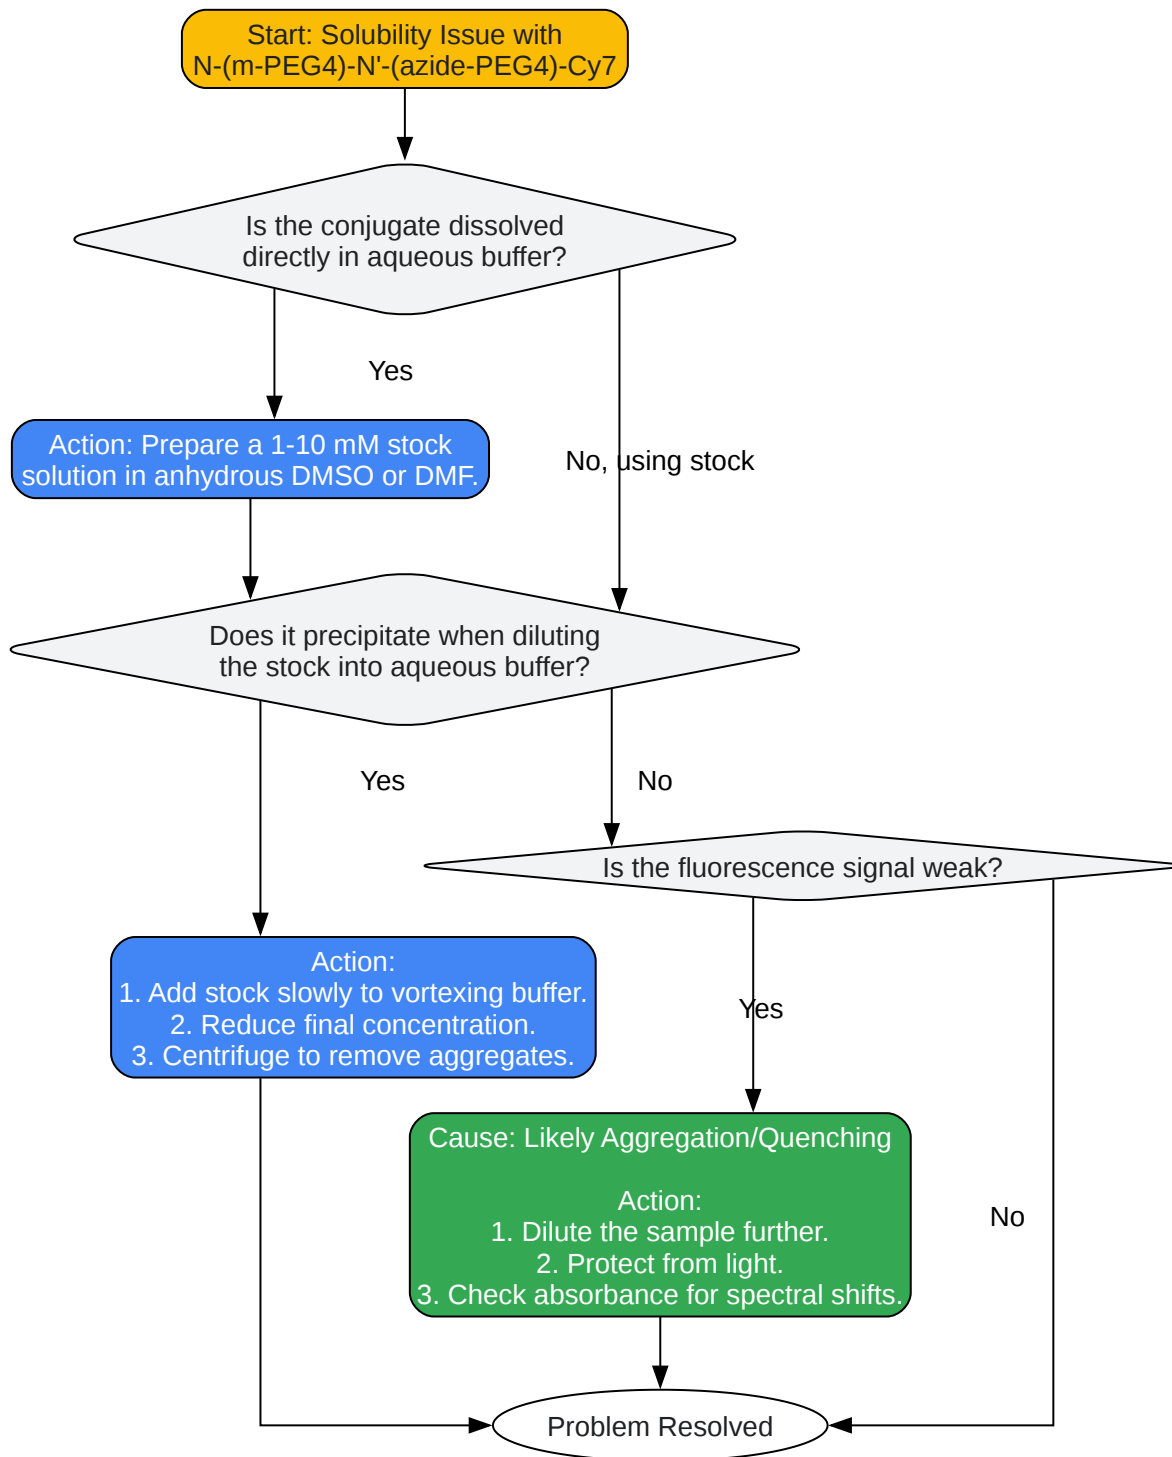 Start: Solubility Issue with
N-(m-PEG4)-N'-(azide-PEG4)-Cy7
Is the conjugate dissolved
directly in aqueous buffer?
Yes
Action: Prepare a 1-10 mM stock
solution in anhydrous DMSO or DMF.
No, using stock
Does it precipitate when diluting
the stock into aqueous buffer?
Yes
No
Is the fluorescence signal weak?
Action:
1. Add stock slowly to vortexing buffer.
2. Reduce final concentration.
3. Centrifuge to remove aggregates.
Yes
Cause: Likely Aggregation/Quenching
Action:
1. Dilute the sample further.
2. Protect from light.
3. Check absorbance for spectral shifts.
No
Problem Resolved